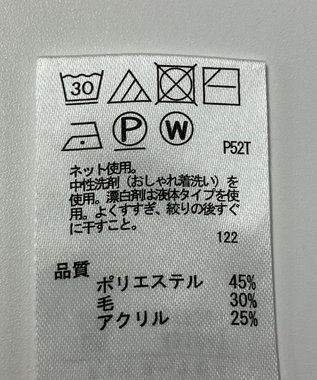 30
P W
P52T
ネット使用。
中性洗剤(おしゃれ着洗い)を
使用。漂白剤は液体タイプを使
用。よくすすぎ、絞りの後すぐ
に干すこと。
122
品質
ポリエステル 45%
毛 30%
アクリル 25%